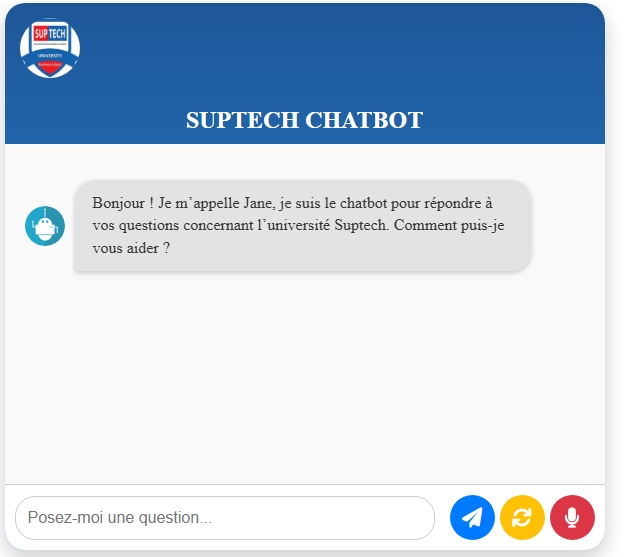 SUP TECH
UNIVERSITY
SUPTECH CHATBOT
Bonjour ! Je m’appelle Jane, je suis le chatbot pour répondre à
vos questions concernant l’université Suptech. Comment puis-je
vous aider ?
Posez-moi une question...